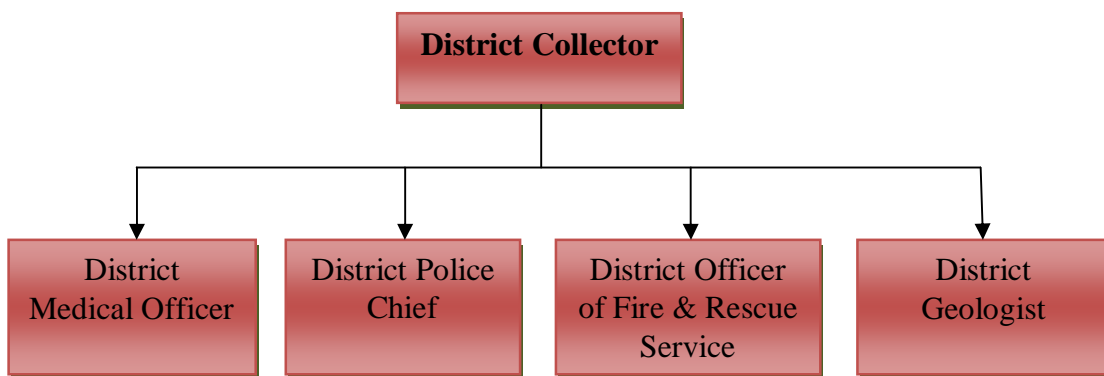 District Collector
District
Medical Officer
District Police
Chief
District Officer
of Fire & Rescue
Service
District
Geologist